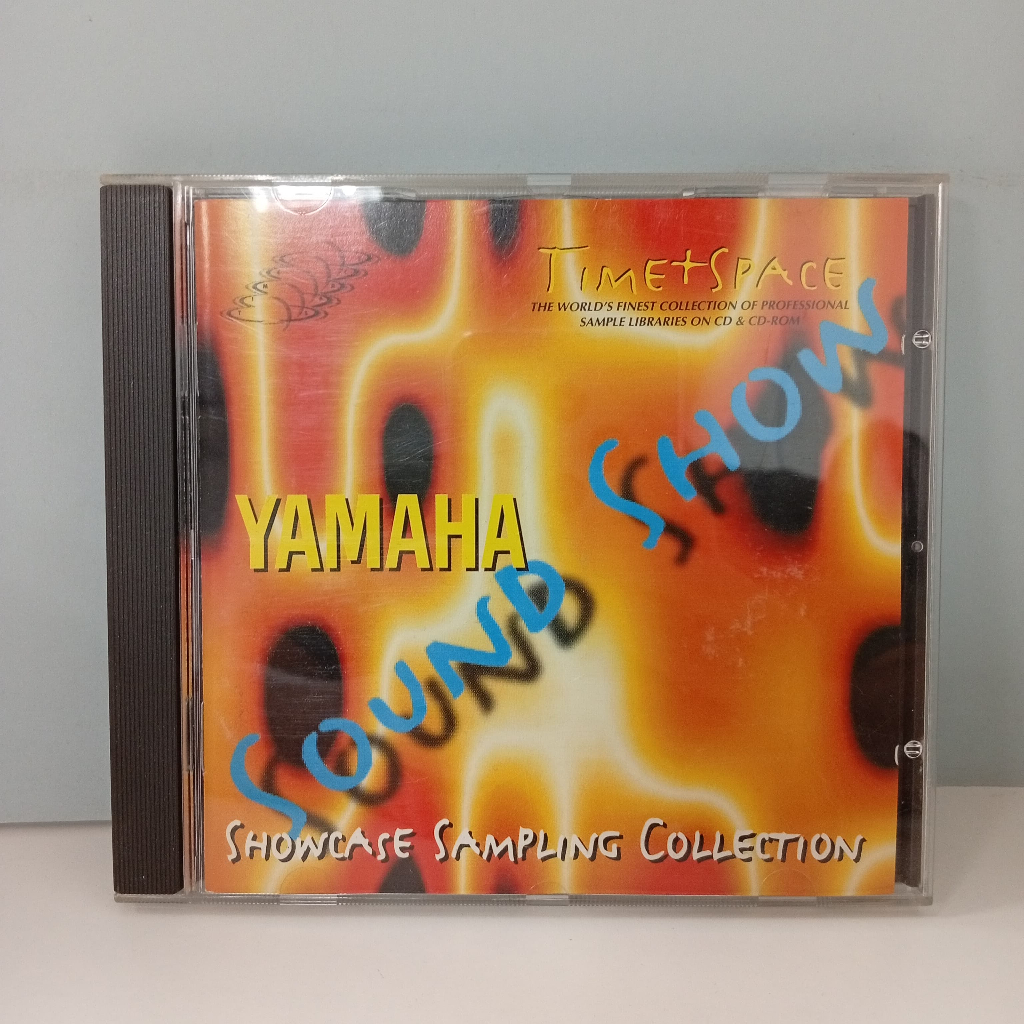 TIME+SPACE
THE WORLD'S FINEST COLLECTION OF PROFESSIONAL
SAMPLE LIBRARIES ON CD & CD-ROM
YAMAHA
SOUND SHOW
SHOWCASE SAMPLING COLLECTION